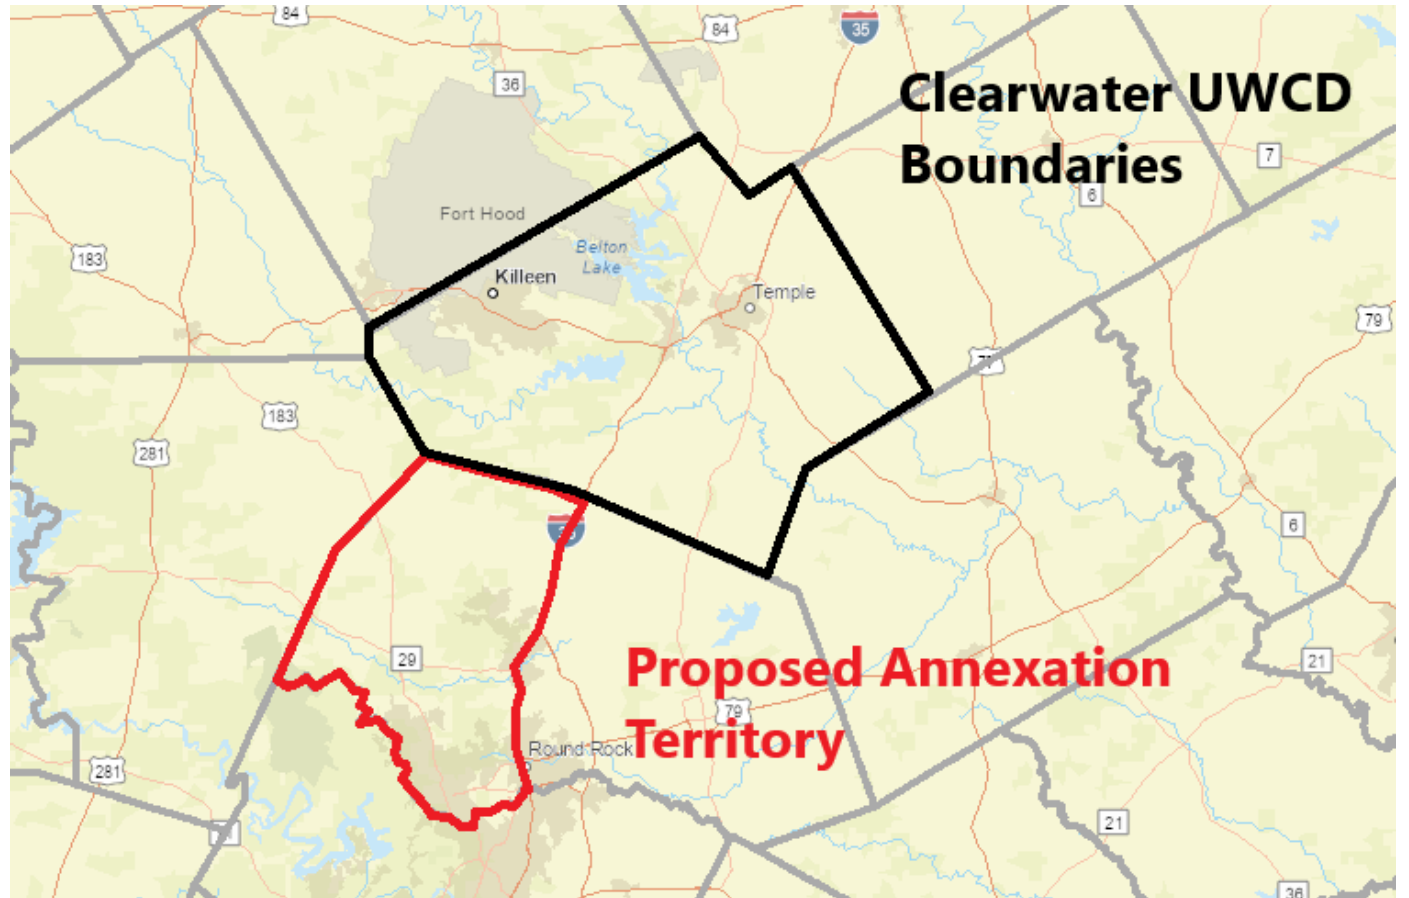 84
84
35
Clearwater UWCD
Boundaries
36
7
6
Fort Hood
Belton
Lake
183
Killeen
Temple
79
77
183
281
6
29
Proposed Annexation
Territory
21
79
Round Rock
281
21
36